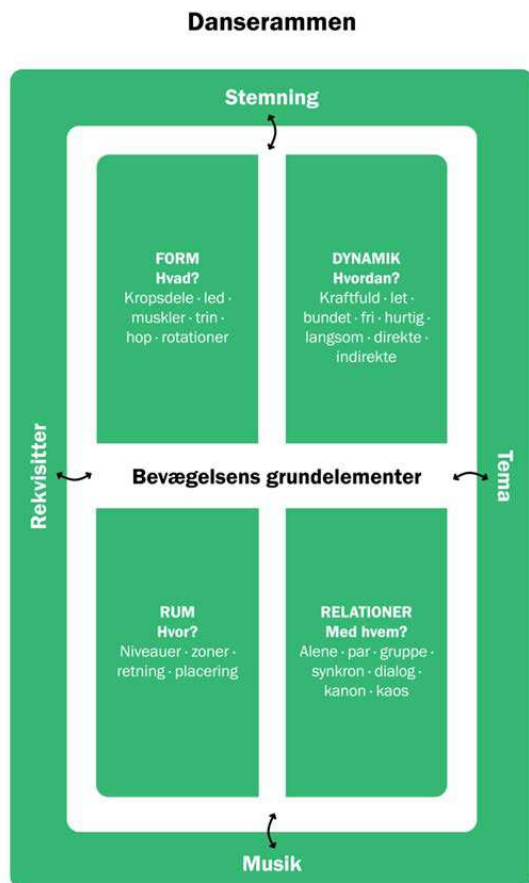 Danserammen
Stemning
FORM
Hvad?
Kropsdele · led ·
muskler · trin ·
hop · rotationer
DYNAMIK
Hvordan?
Kraftfuld · let ·
bundet · fri · hurtig ·
langsom · direkte ·
indirekte
Rekvisitter
Bevægelsens grundelementer
Tema
RUM
Hvor?
Niveauer · zoner ·
retning · placering
RELATIONER
Med hvem?
Alene · par · gruppe ·
synkron · dialog ·
kanon · kaos
Musik